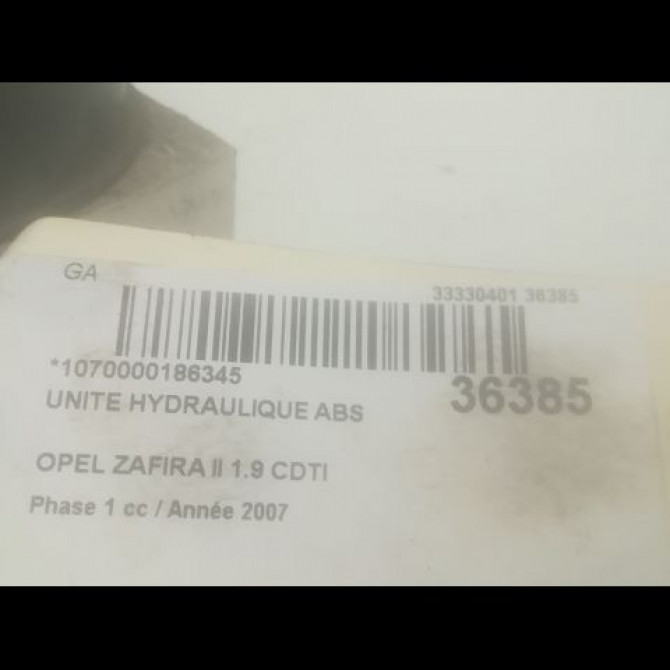 GA
33330401 36385
*1070000186345
36385
UNITE HYDRAULIQUE ABS
OPEL ZAFIRA II 1.9 CDTI
Phase 1 cc / Année 2007